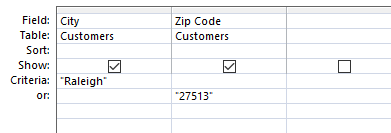 Field: City Zip Code
Table: Customers Customers
Sort:
Show:
Criteria: "Raleigh"
or: "27513"